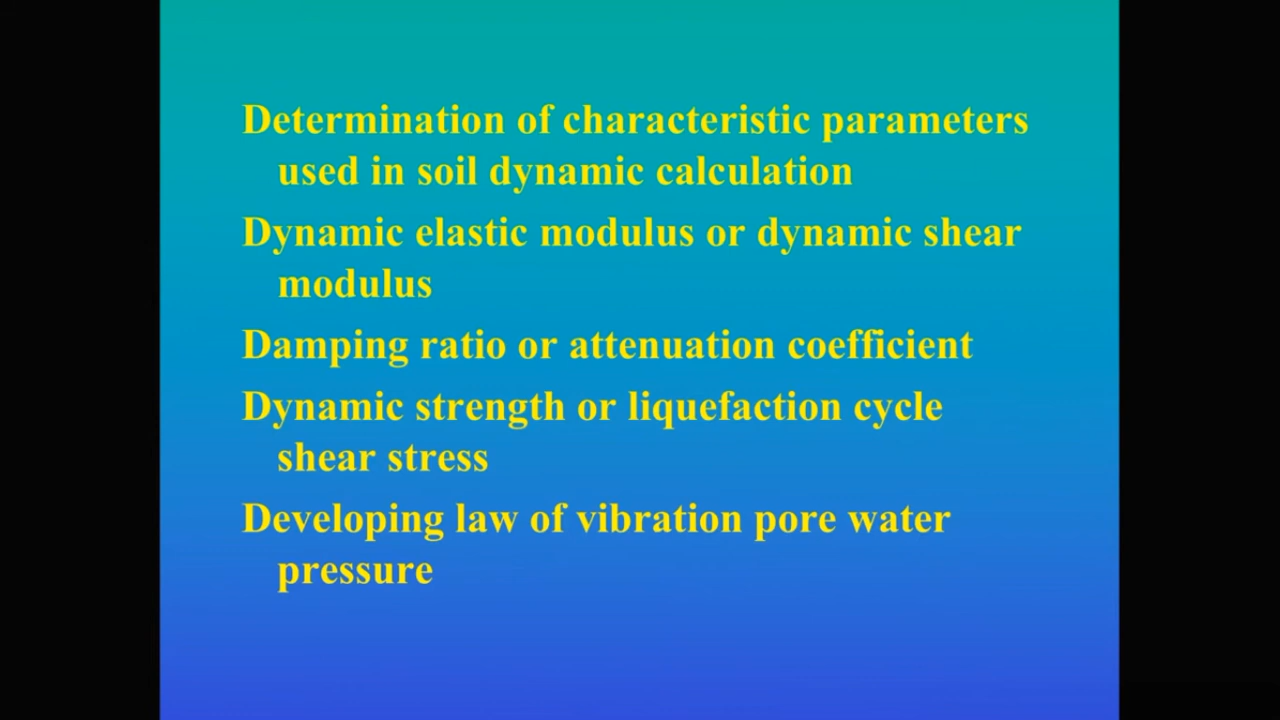 Determination of characteristic parameters
used in soil dynamic calculation
Dynamic elastic modulus or dynamic shear
modulus
Damping ratio or attenuation coefficient
Dynamic strength or liquefaction cycle
shear stress
Developing law of vibration pore water
pressure